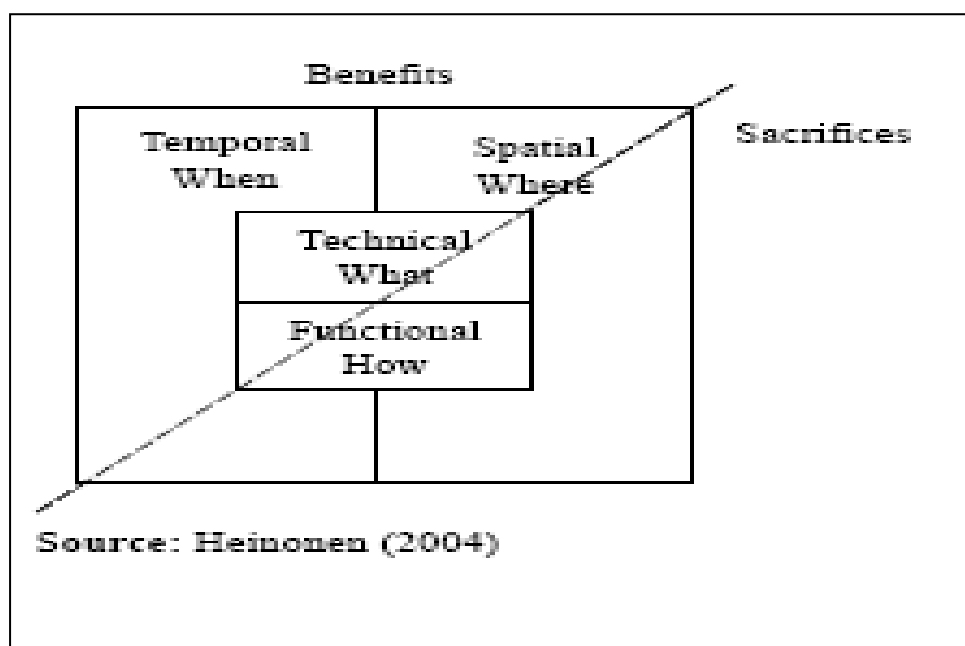 Benefits
Sacrifices
Temporal
When
Spatial
Where
Technical
What
Functional
How
Source: Heinonen (2004)